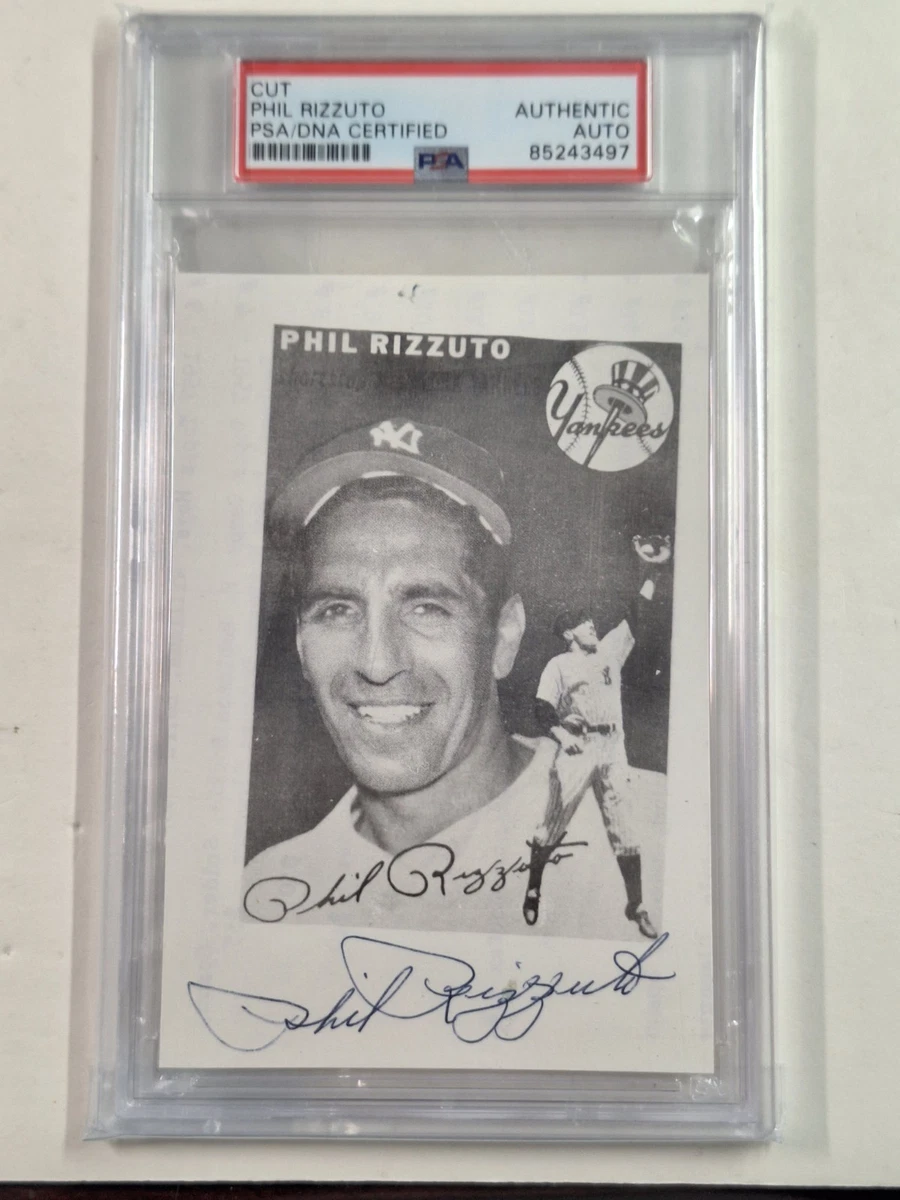 CUT
PHIL RIZZUTO AUTHENTIC
PSA/DNA CERTIFIED AUTO
85243497
PSA
PHIL RIZZUTO
NY
Yankees
Phil Rizzuto
Phil Rizzuto